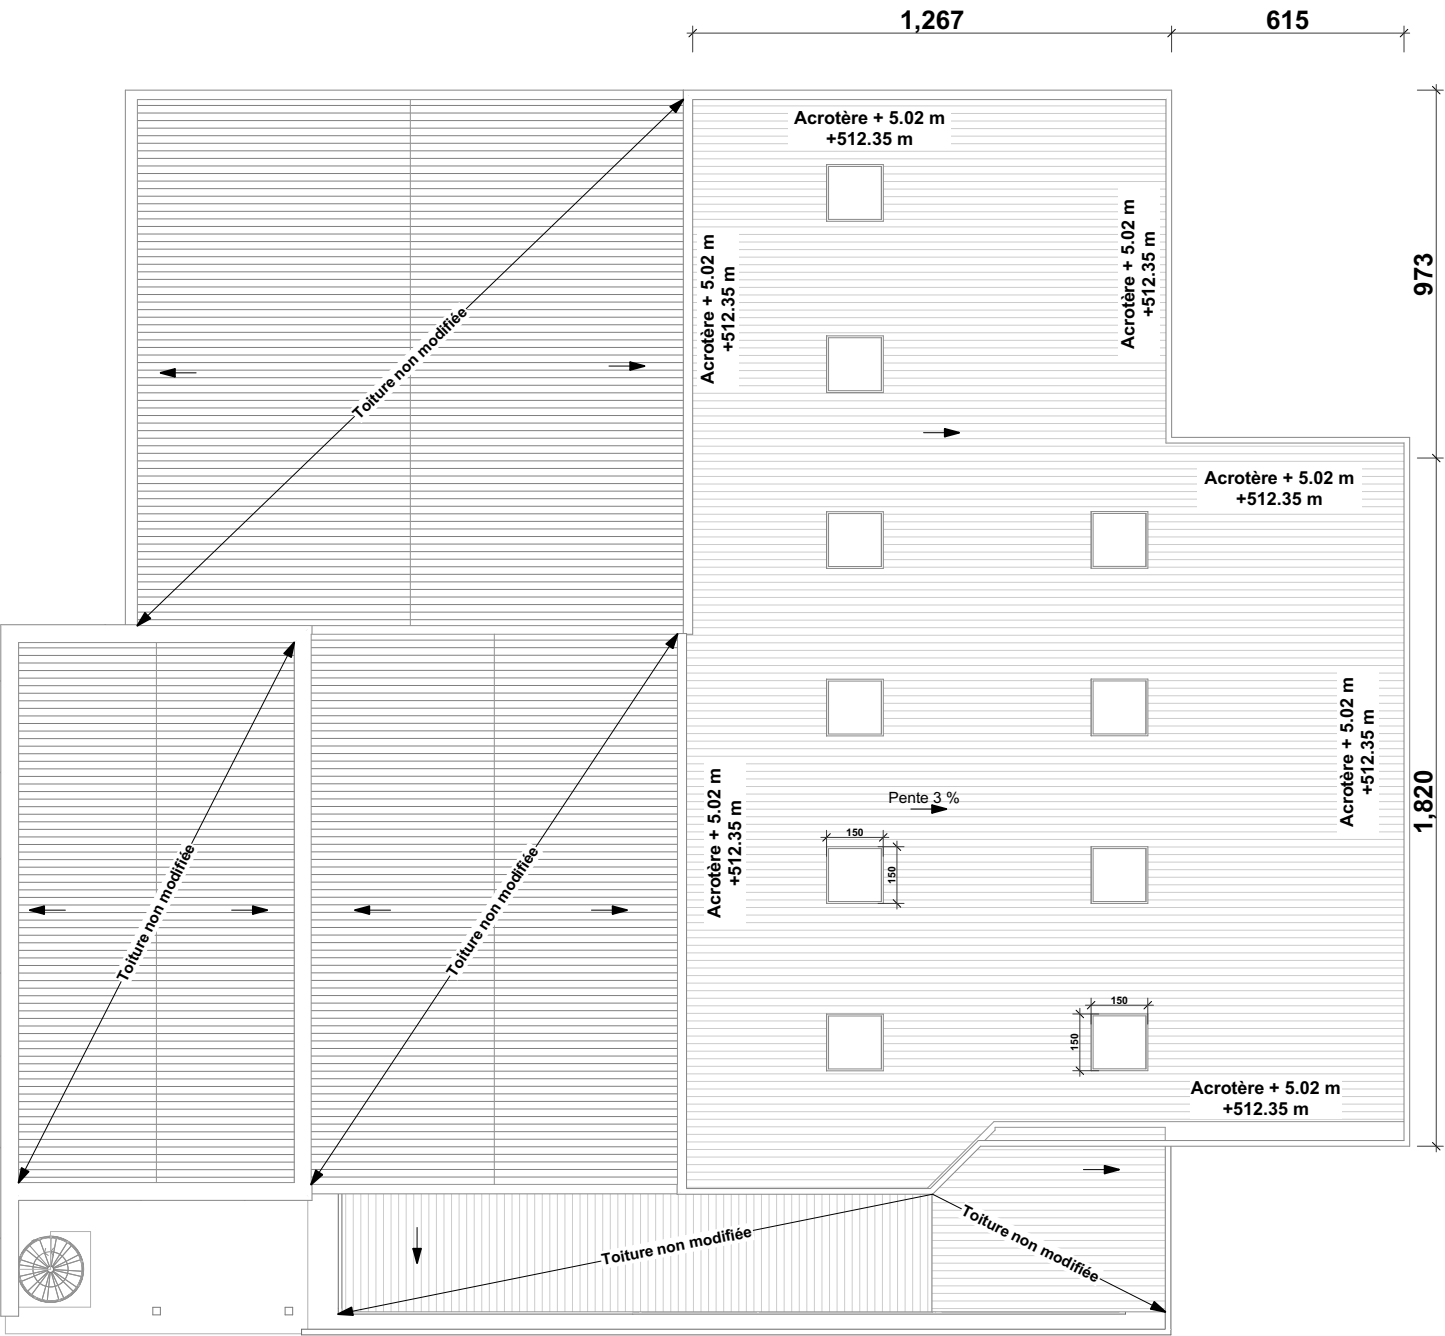 1,267
615
Acrotère + 5.02 m
+512.35 m
973
Acrotère + 5.02 m
+512.35 m
Acrotère + 5.02 m
+512.35 m
Toiture non modifiée
Acrotère + 5.02 m
+512.35 m
Acrotère + 5.02 m
+512.35 m
1,820
Pente 3 %
Acrotère + 5.02 m
+512.35 m
150
150
Toiture non modifiée
Toiture non modifiée
150
150
Acrotère + 5.02 m
+512.35 m
Toiture non modifiée
Toiture non modifiée